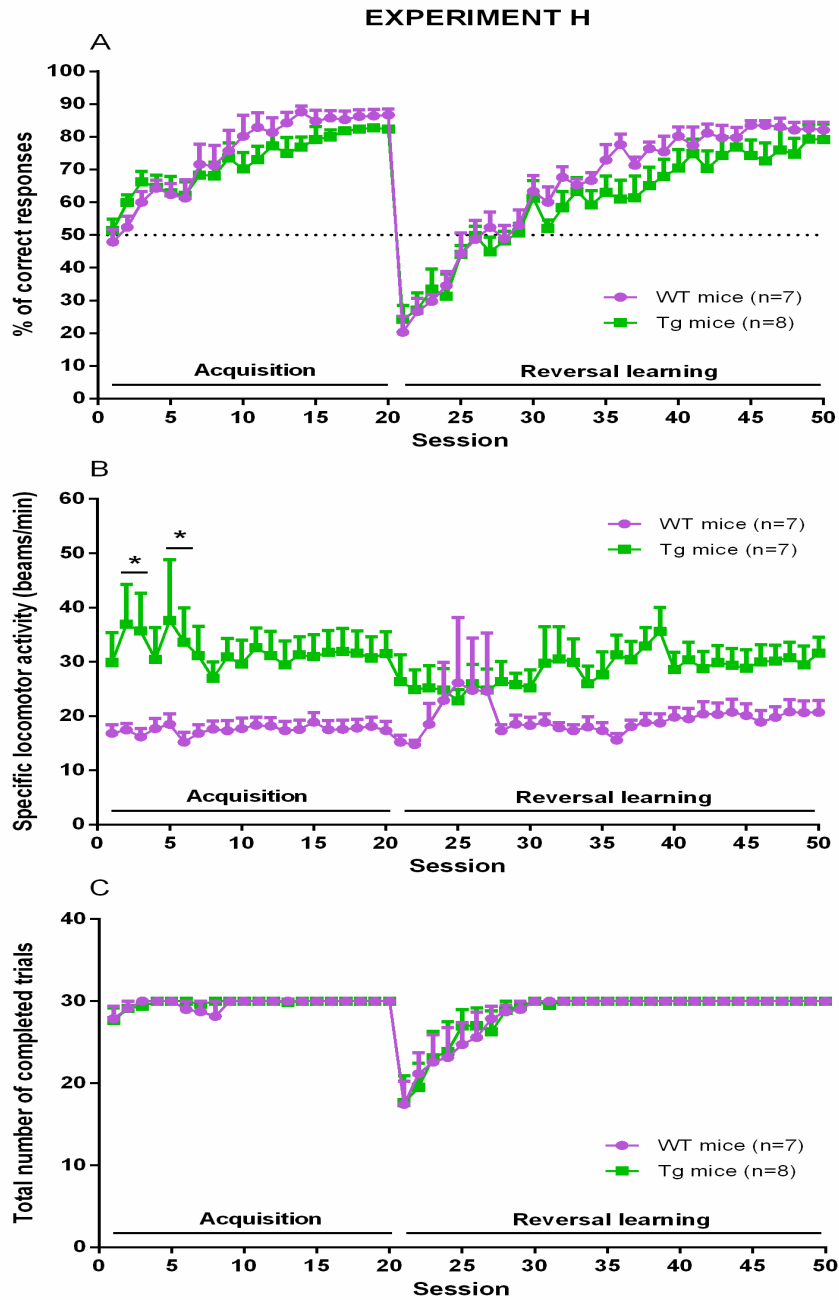 EXPERIMENT H
A
% of correct responses
100
90
80
70
60
50
40
30
20
10
0
WT mice (n=7)
Tg mice (n=8)
Acquisition
Reversal learning
0 5 10 15 20 25 30 35 40 45 50
Session
B
Specific locomotor activity (beams/min)
60
50
40
30
20
10
0
* *
WT mice (n=7)
Tg mice (n=7)
Acquisition
Reversal learning
0 5 10 15 20 25 30 35 40 45 50
Session
C
Total number of completed trials
40
30
20
10
0
WT mice (n=7)
Tg mice (n=8)
Acquisition
Reversal learning
0 5 10 15 20 25 30 35 40 45 50
Session